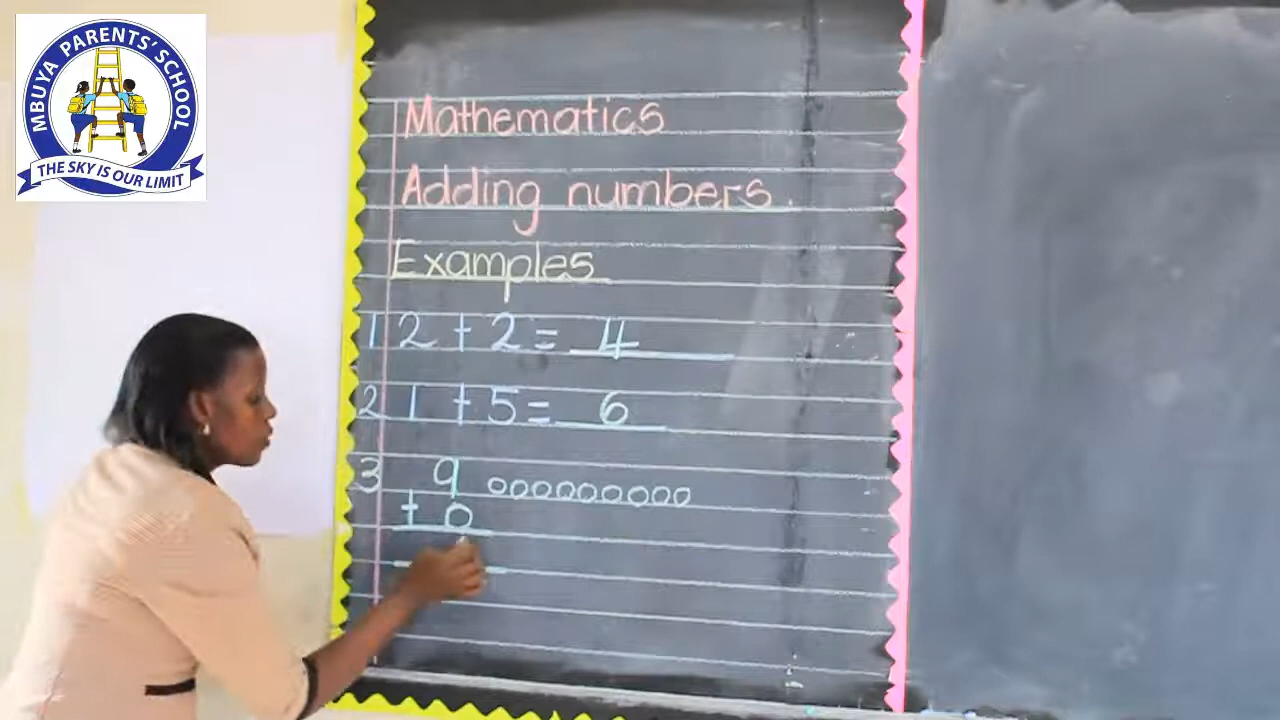 MBUYA PARENTS' SCHOOL
THE SKY IS OUR LIMIT
Mathematics
Adding numbers.
Examples
1 2 + 2 = 4
2 1 + 5 = 6
3 9 ooooooooo
+ 0